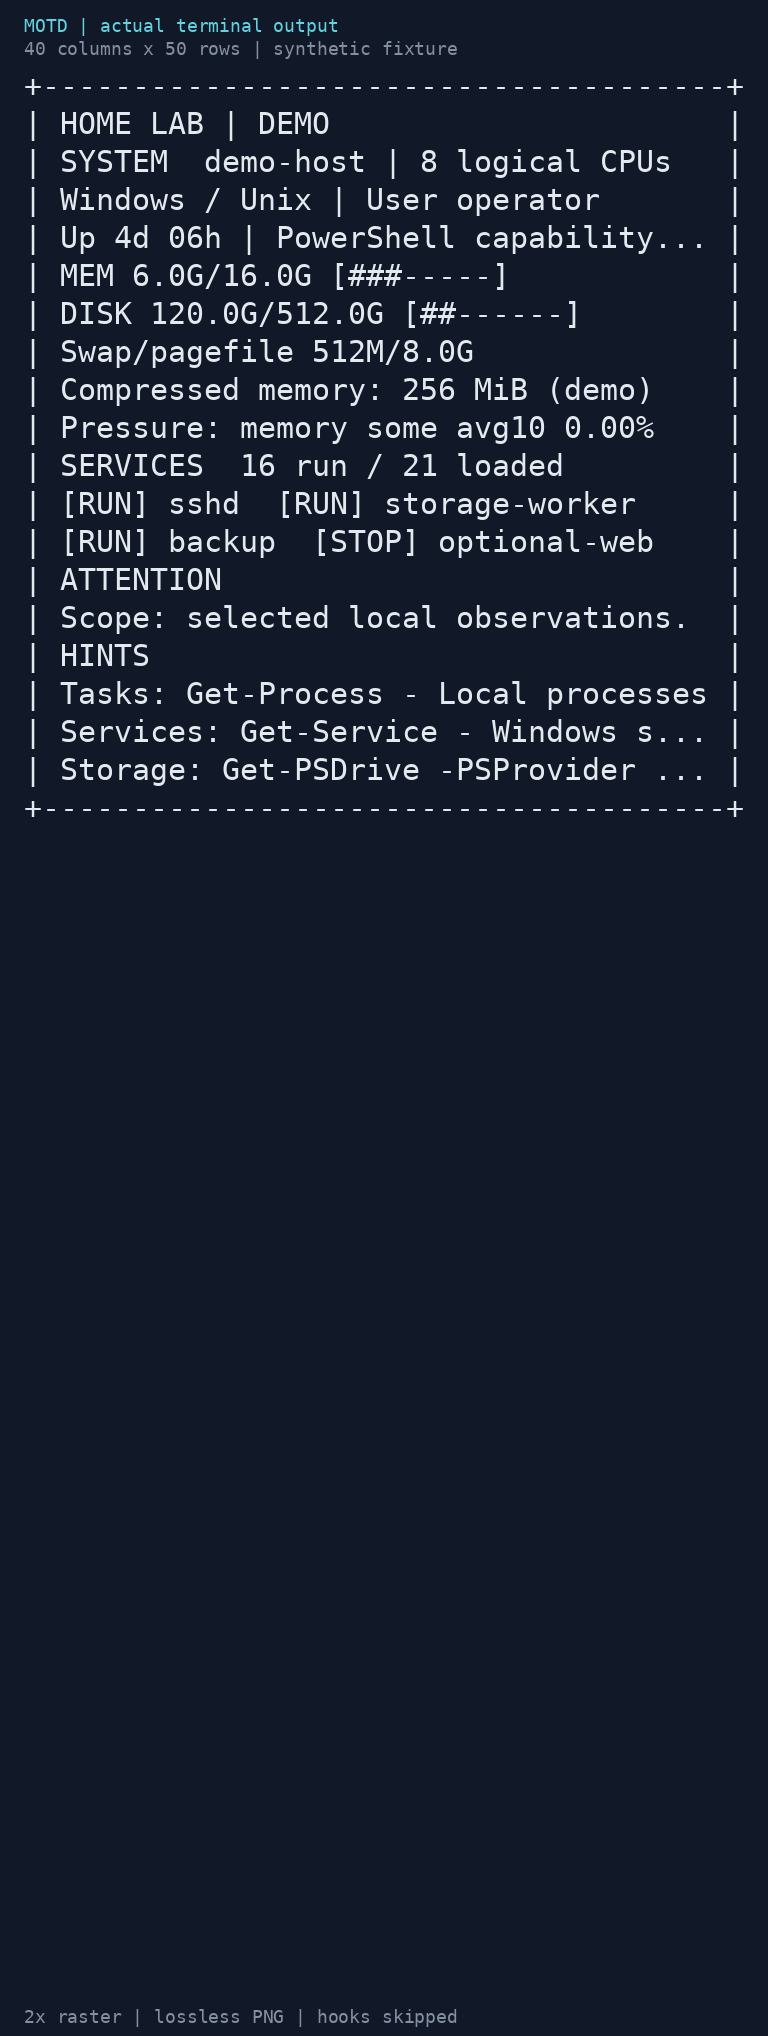 MOTD | actual terminal output
40 columns x 50 rows | synthetic fixture
+--------------------------------------+
| HOME LAB | DEMO                      |
| SYSTEM  demo-host | 8 logical CPUs   |
| Windows / Unix | User operator       |
| Up 4d 06h | PowerShell capability... |
| MEM 6.0G/16.0G [###-----]            |
| DISK 120.0G/512.0G [##------]        |
| Swap/pagefile 512M/8.0G              |
| Compressed memory: 256 MiB (demo)    |
| Pressure: memory some avg10 0.00%    |
| SERVICES  16 run / 21 loaded         |
| [RUN] sshd  [RUN] storage-worker     |
| [RUN] backup  [STOP] optional-web    |
| ATTENTION                            |
| Scope: selected local observations.  |
| HINTS                                |
| Tasks: Get-Process - Local processes |
| Services: Get-Service - Windows s... |
| Storage: Get-PSDrive -PSProvider ... |
+--------------------------------------+
2x raster | lossless PNG | hooks skipped